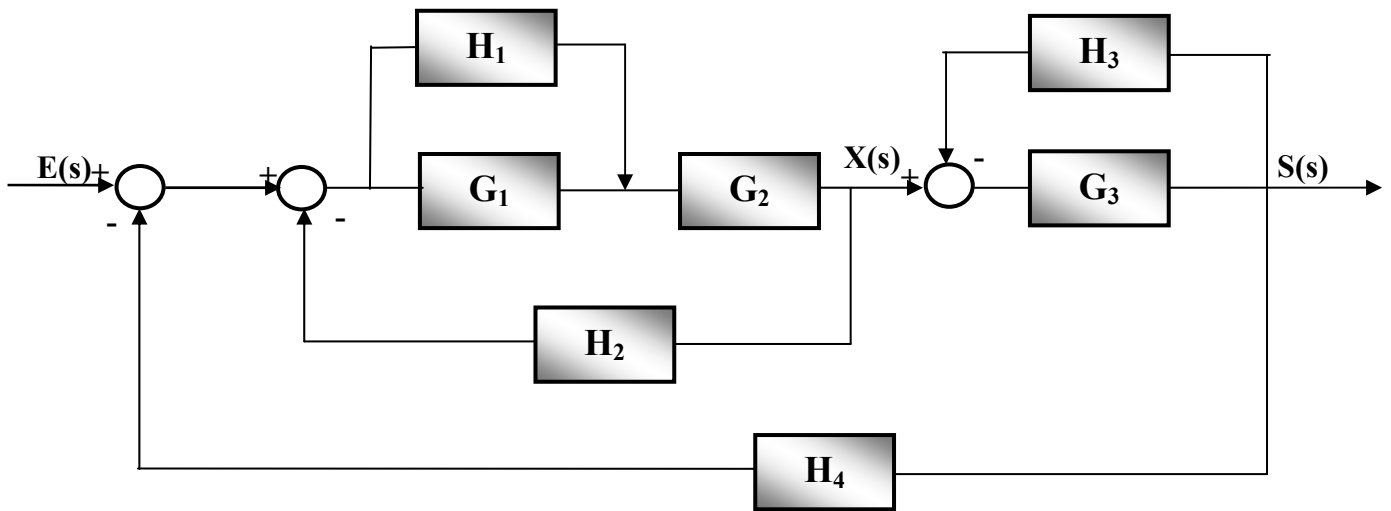 H₁
H₃
E(s)
+
-
+
-
G₁
G₂
X(s)
+
-
G₃
S(s)
H₂
H₄